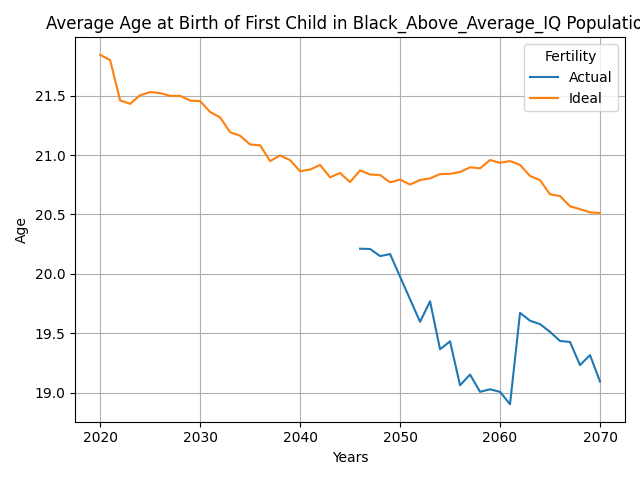 Average Age at Birth of First Child in Black_Above_Average_IQ Populatio
Fertility
Actual
Ideal
21.5
21.0
20.5
20.0
19.5
19.0
Age
2020 2030 2040 2050 2060 2070
Years